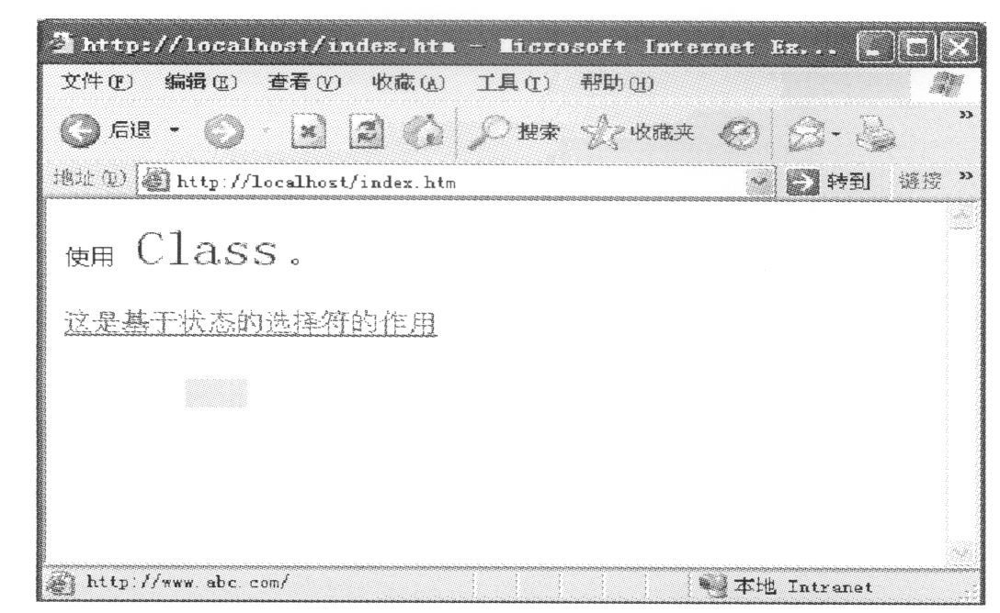 http://localhost/index.htm - Microsoft Internet Ex...
文件(F) 编辑(E) 查看(V) 收藏(A) 工具(T) 帮助(H)
后退 搜索 收藏夹 »
地址(D) http://localhost/index.htm 转到 链接 »
使用 Class。
这是基于状态的选择符的作用
http://www.abc.com/ 本地 Intranet